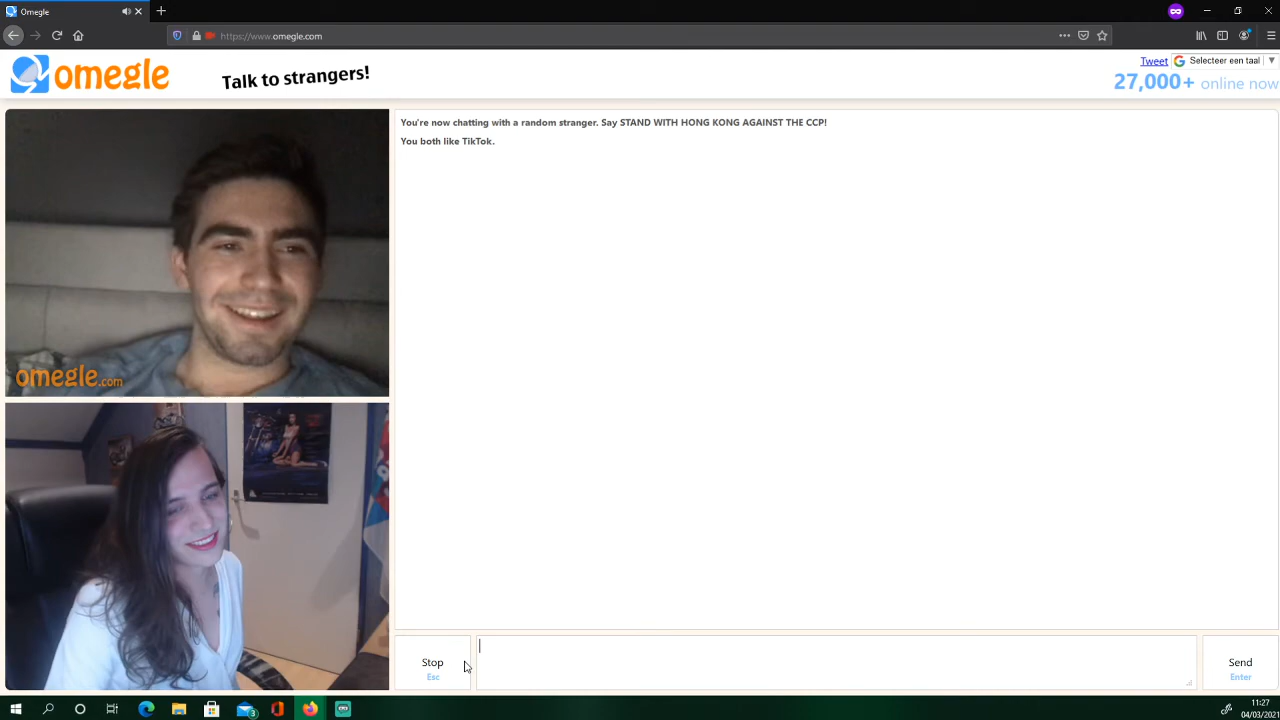 Omegle
https://www.omegle.com
omegle
Talk to strangers!
Tweet
Selecteer een taal
27,000+ online now
You're now chatting with a random stranger. Say STAND WITH HONG KONG AGAINST THE CCP!
You both like TikTok.
omegle.com
Stop
Esc
Send
Enter
3
11:27
04/03/2021